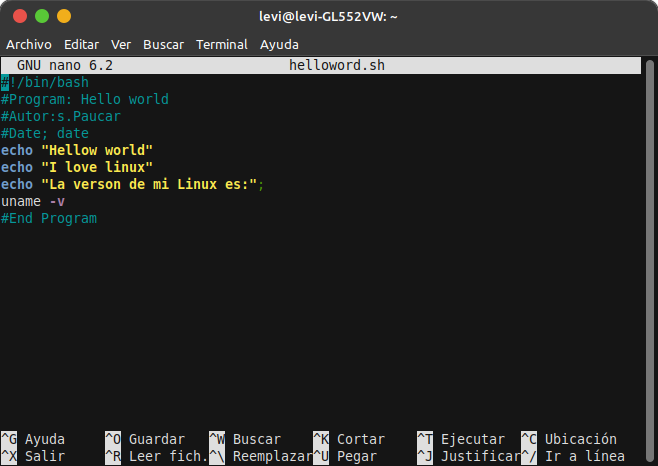 levi@levi-GL552VW: ~
Archivo Editar Ver Buscar Terminal Ayuda
GNU nano 6.2 helloword.sh
#!/bin/bash
#Program: Hello world
#Autor:s.Paucar
#Date; date
echo "Hellow world"
echo "I love linux"
echo "La verson de mi Linux es:";
uname -v
#End Program
^G Ayuda ^O Guardar ^W Buscar ^K Cortar ^T Ejecutar ^C Ubicación
^X Salir ^R Leer fich. ^\ Reemplazar ^U Pegar ^J Justificar ^/ Ir a línea